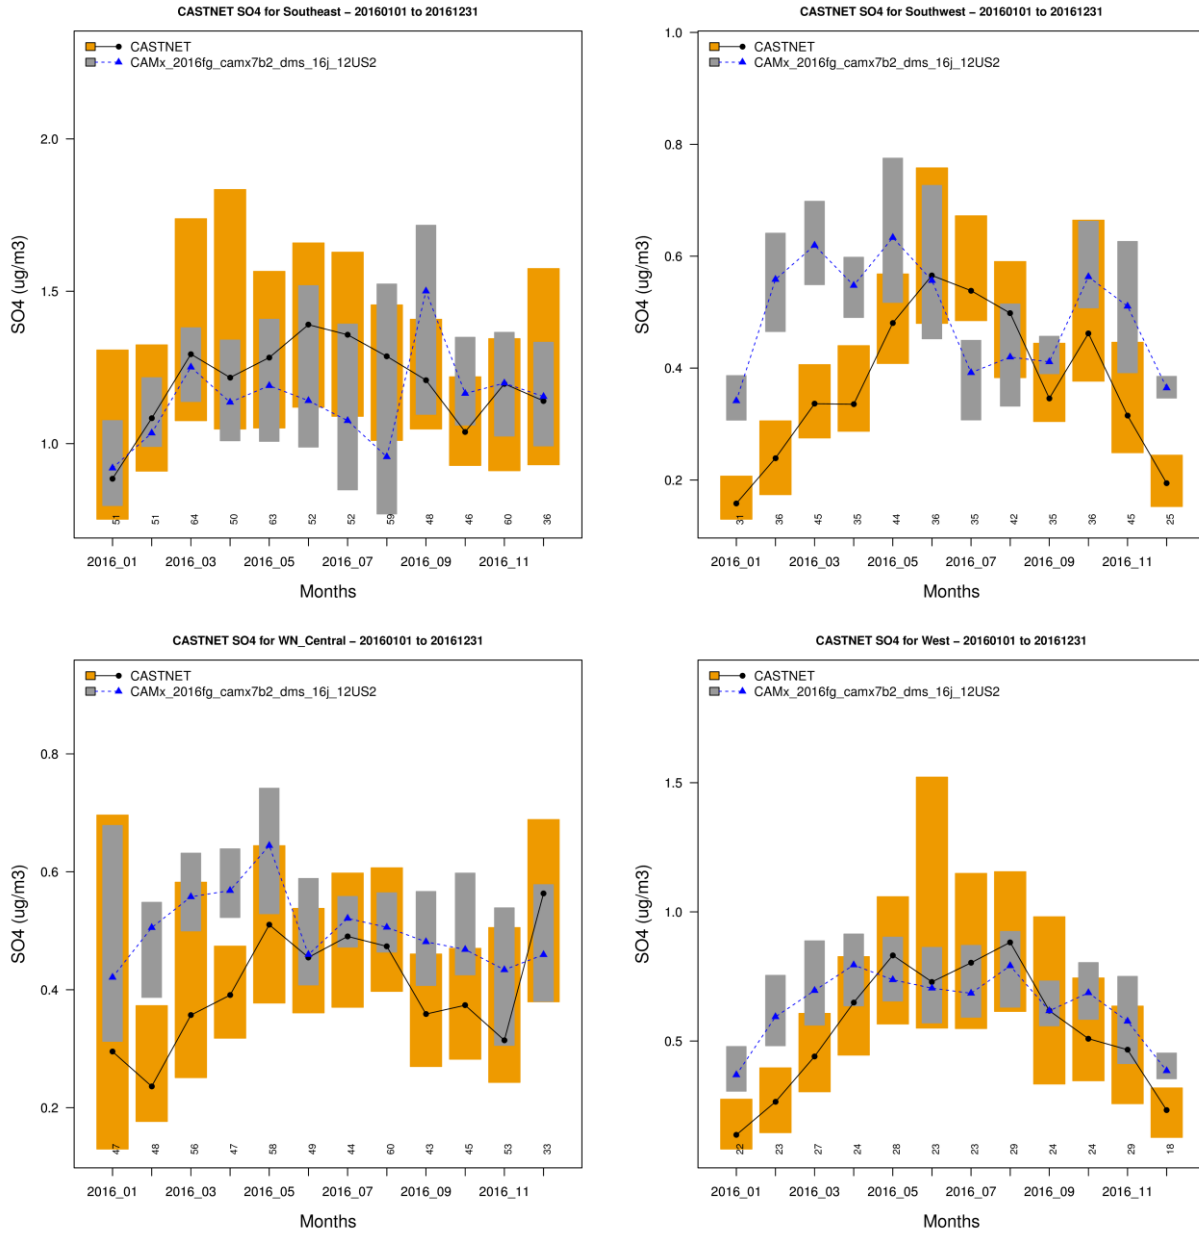 CASTNET SO4 for Southeast − 20160101 to 20161231
CASTNET
CAMx_2016fg_camx7b2_dms_16j_12US2
SO4 (ug/m3)
2.0
1.5
1.0
51 51 64 50 63 52 52 59 48 46 60 36
2016_01 2016_03 2016_05 2016_07 2016_09 2016_11
Months
CASTNET SO4 for Southwest − 20160101 to 20161231
CASTNET
CAMx_2016fg_camx7b2_dms_16j_12US2
SO4 (ug/m3)
1.0
0.8
0.6
0.4
0.2
31 36 45 35 44 36 35 42 35 36 45 25
2016_01 2016_03 2016_05 2016_07 2016_09 2016_11
Months
CASTNET SO4 for WN_Central − 20160101 to 20161231
CASTNET
CAMx_2016fg_camx7b2_dms_16j_12US2
SO4 (ug/m3)
0.8
0.6
0.4
0.2
47 48 56 47 58 49 44 60 43 45 53 33
2016_01 2016_03 2016_05 2016_07 2016_09 2016_11
Months
CASTNET SO4 for West − 20160101 to 20161231
CASTNET
CAMx_2016fg_camx7b2_dms_16j_12US2
SO4 (ug/m3)
1.5
1.0
0.5
22 23 27 24 28 23 23 29 24 24 29 18
2016_01 2016_03 2016_05 2016_07 2016_09 2016_11
Months